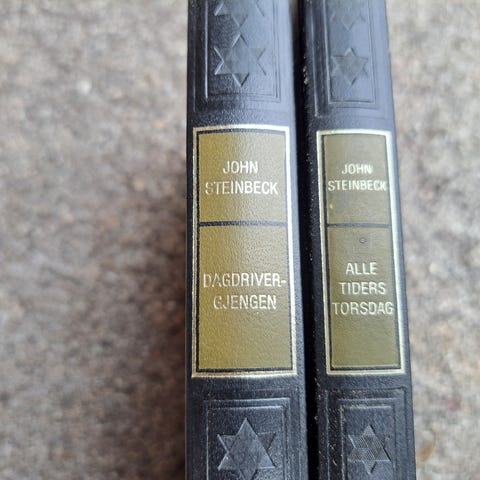 JOHN
STEINBECK
DAGDRIVER-
GJENGEN
JOHN
STEINBECK
ALLE
TIDERS
TORSDAG